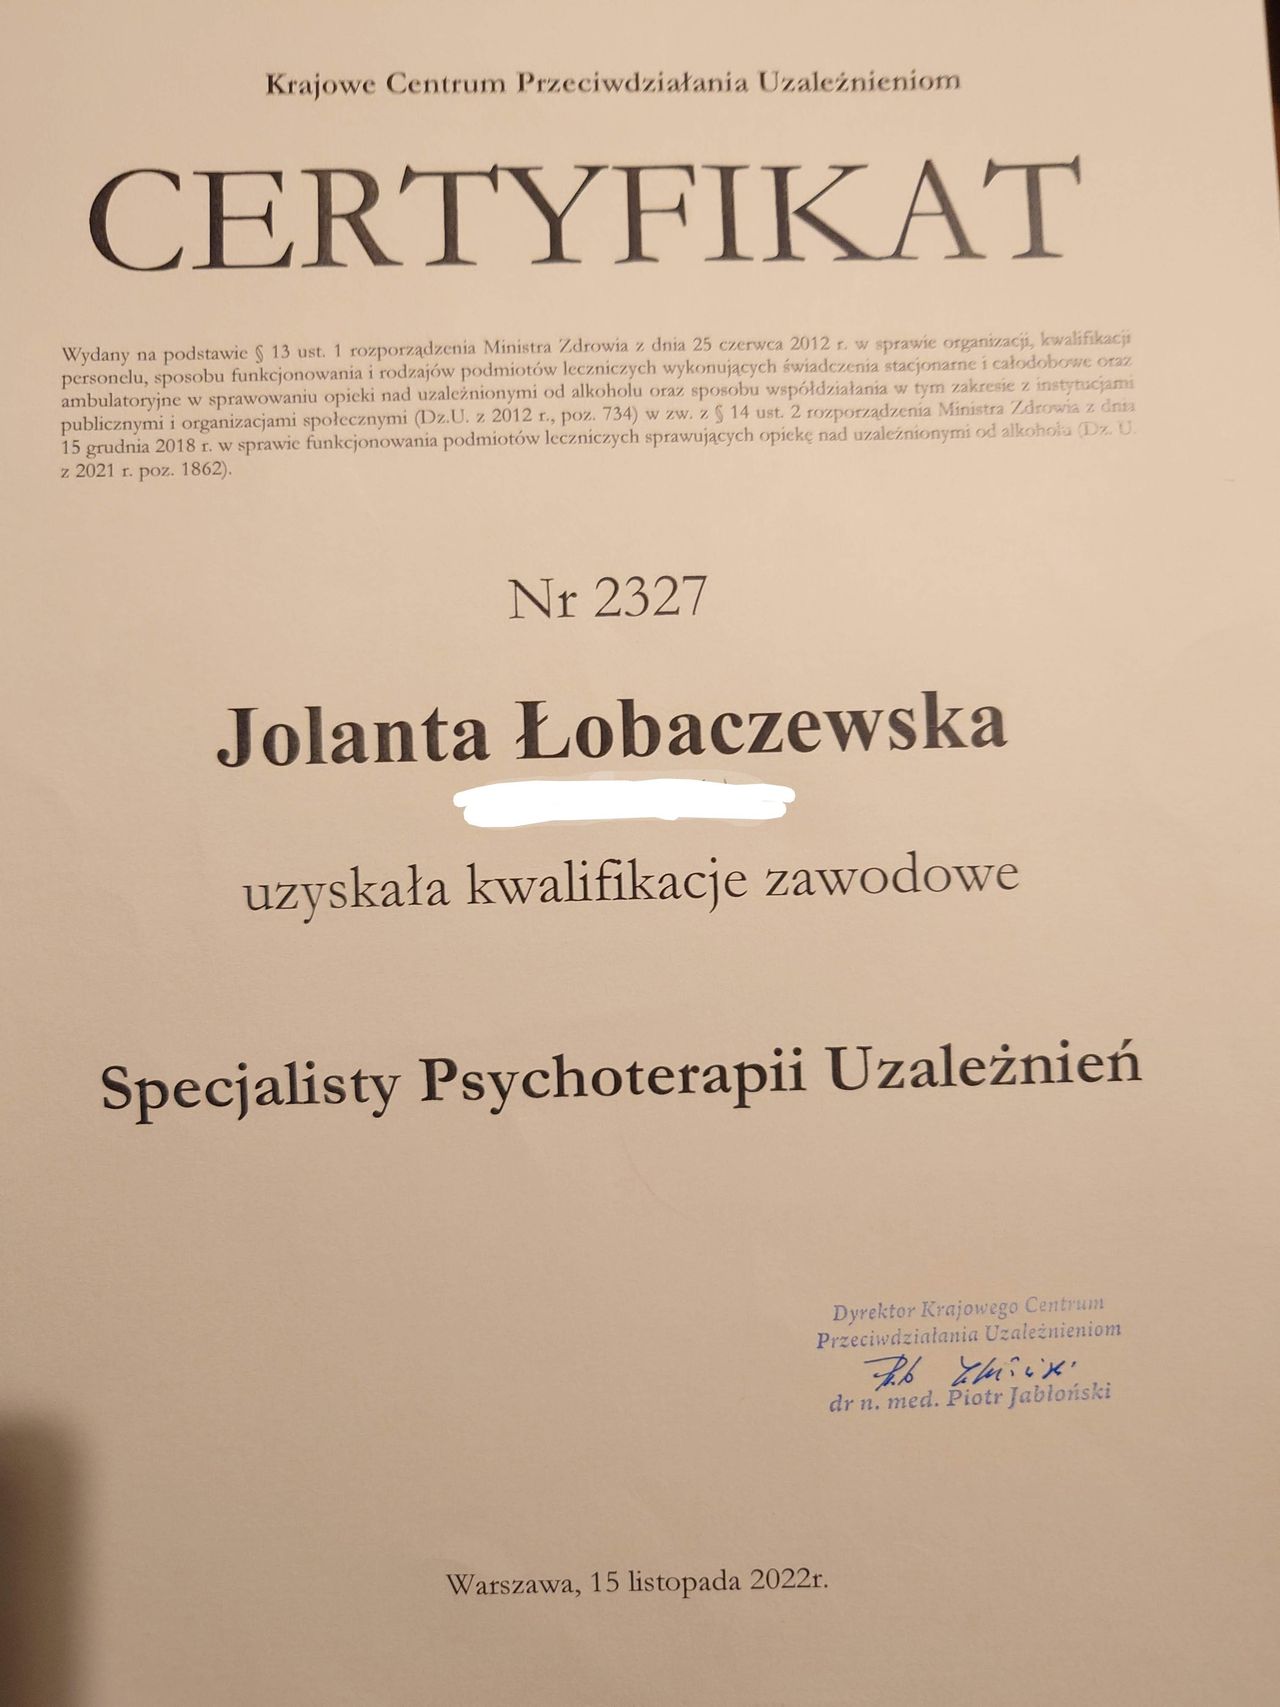 Krajowe Centrum Przeciwdziałania Uzależnieniom
CERTYFIKAT
Wydany na podstawie § 13 ust. 1 rozporządzenia Ministra Zdrowia z dnia 25 czerwca 2012 r. w sprawie organizacji, kwalifikacji
personelu, sposobu funkcjonowania i rodzajów podmiotów leczniczych wykonujących świadczenia stacjonarne i całodobowe oraz
ambulatoryjne w sprawowaniu opieki nad uzależnionymi od alkoholu oraz sposobu współdziałania w tym zakresie z instytucjami
publicznymi i organizacjami społecznymi (Dz.U. z 2012 r., poz. 734) w zw. z § 14 ust. 2 rozporządzenia Ministra Zdrowia z dnia
15 grudnia 2018 r. w sprawie funkcjonowania podmiotów leczniczych sprawujących opiekę nad uzależnionymi od alkoholu (Dz. U.
z 2021 r. poz. 1862).
Nr 2327
Jolanta Łobaczewska
uzyskała kwalifikacje zawodowe
Specjalisty Psychoterapii Uzależnień
Dyrektor Krajowego Centrum
Przeciwdziałania Uzależnieniom
dr n. med. Piotr Jabłoński
Warszawa, 15 listopada 2022r.